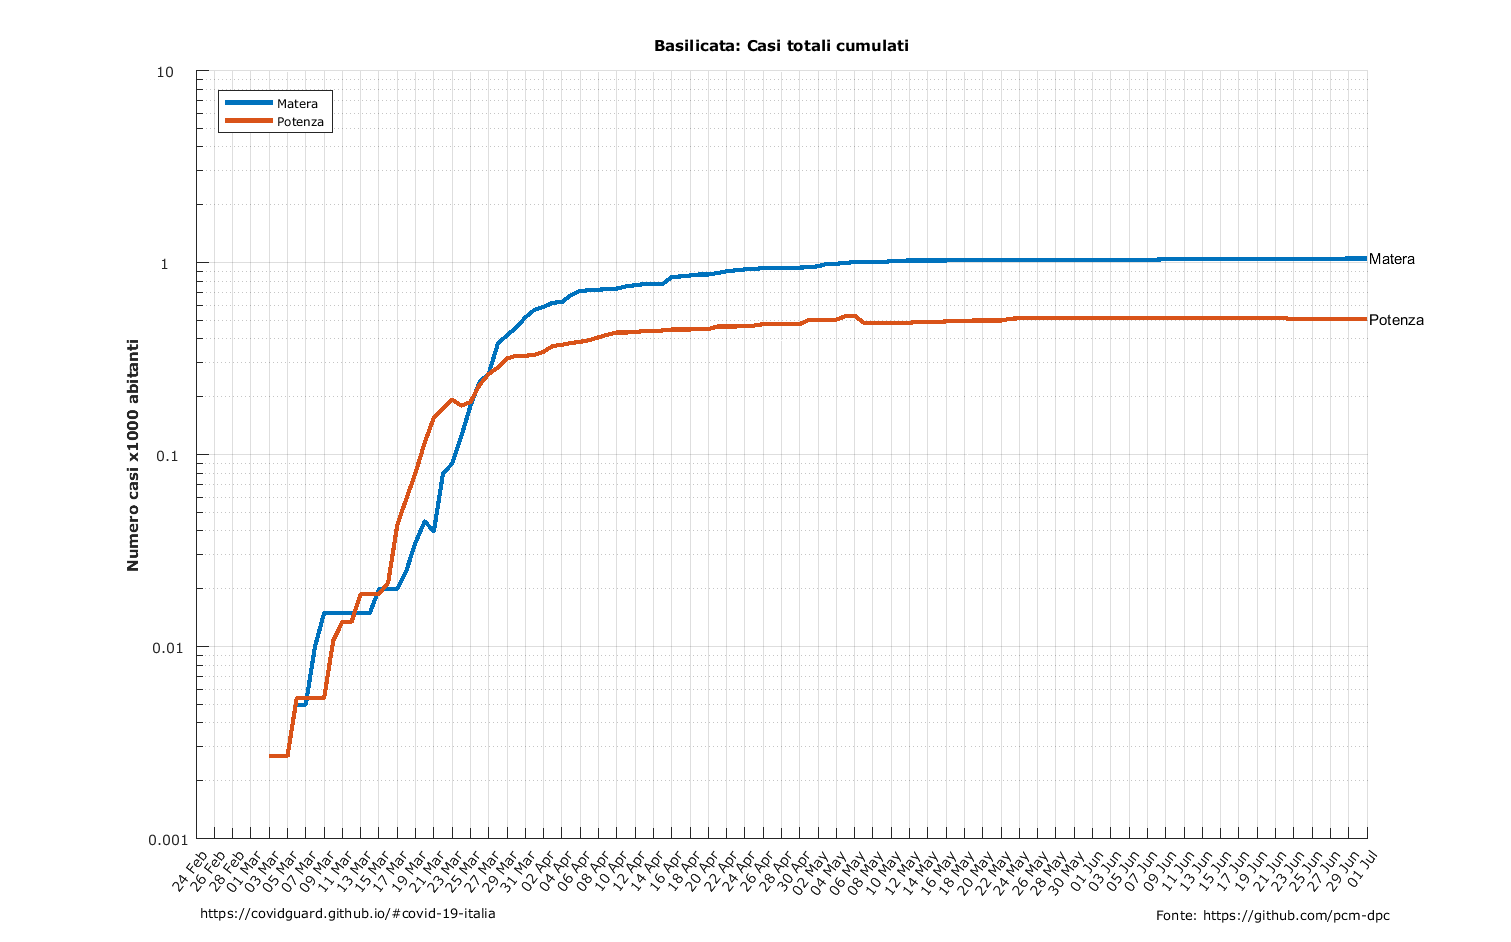 Basilicata: Casi totali cumulati
Numero casi x1000 abitanti
10
1
0.1
0.01
0.001
Matera
Potenza
Matera
Potenza
24 Feb
26 Feb
28 Feb
01 Mar
03 Mar
05 Mar
07 Mar
09 Mar
11 Mar
13 Mar
15 Mar
17 Mar
19 Mar
21 Mar
23 Mar
25 Mar
27 Mar
29 Mar
31 Mar
02 Apr
04 Apr
06 Apr
08 Apr
10 Apr
12 Apr
14 Apr
16 Apr
18 Apr
20 Apr
22 Apr
24 Apr
26 Apr
28 Apr
30 Apr
02 May
04 May
06 May
08 May
10 May
12 May
14 May
16 May
18 May
20 May
22 May
24 May
26 May
28 May
30 May
01 Jun
03 Jun
05 Jun
07 Jun
09 Jun
11 Jun
13 Jun
15 Jun
17 Jun
19 Jun
21 Jun
23 Jun
25 Jun
27 Jun
29 Jun
01 Jul
https://covidguard.github.io/#covid-19-italia
Fonte: https://github.com/pcm-dpc